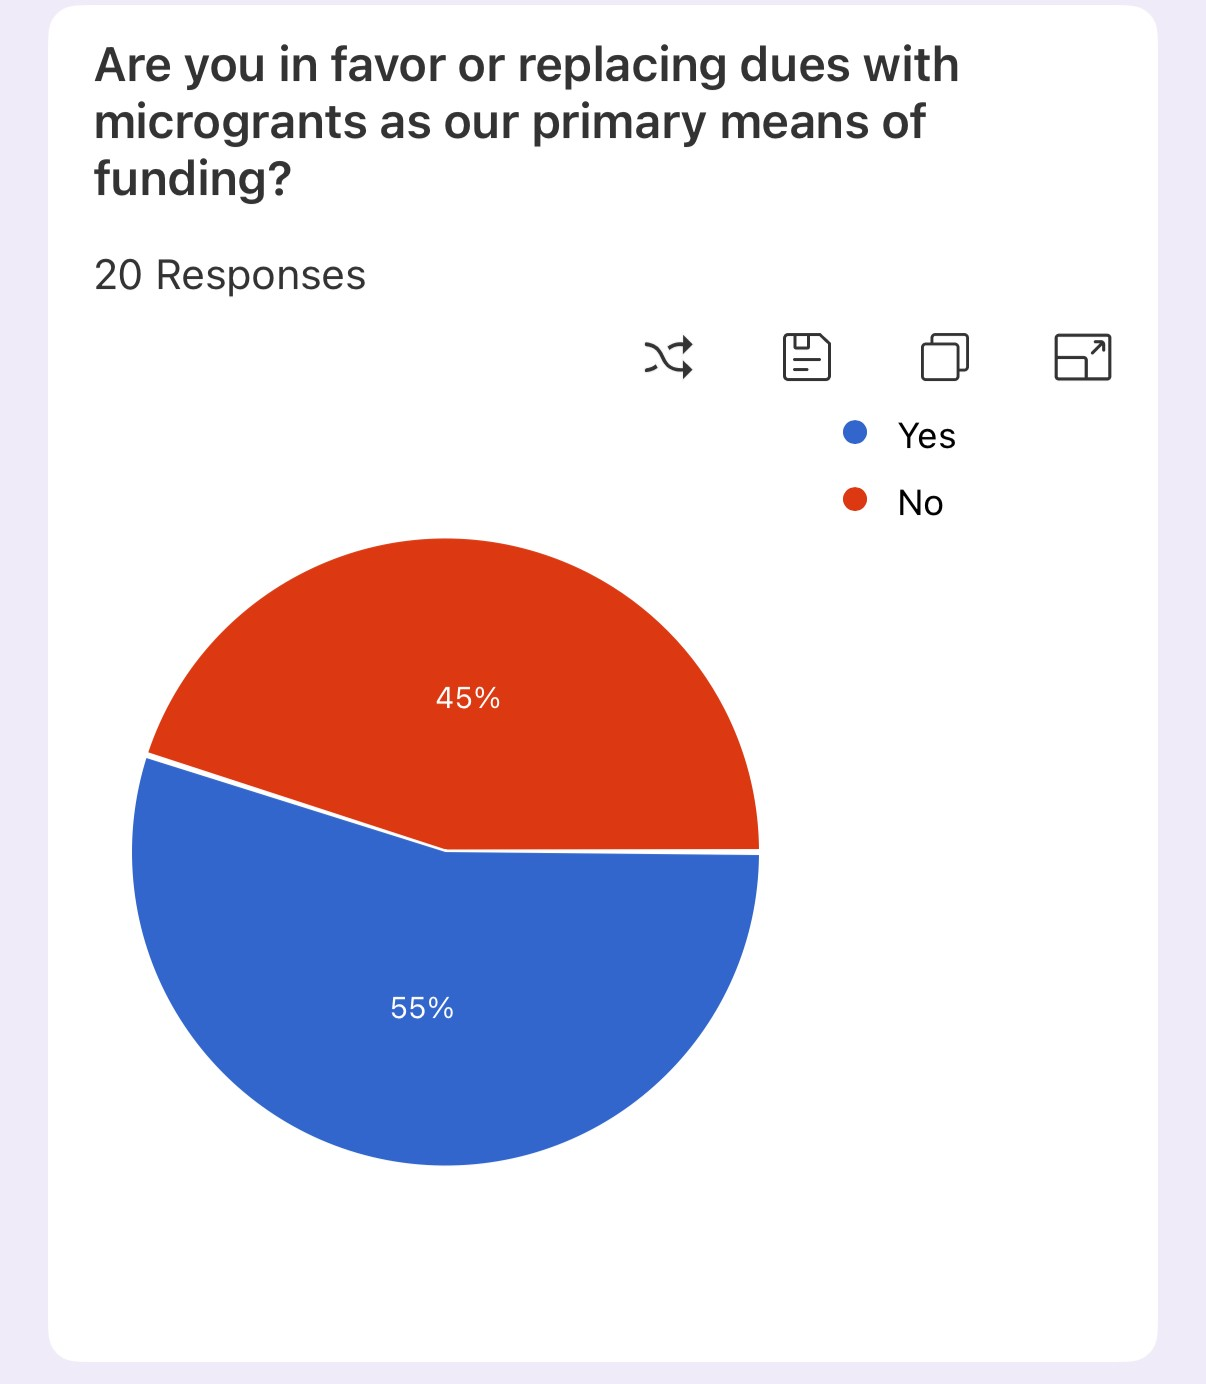 Are you in favor or replacing dues with
microgrants as our primary means of
funding?
20 Responses
Yes
No
45%
55%